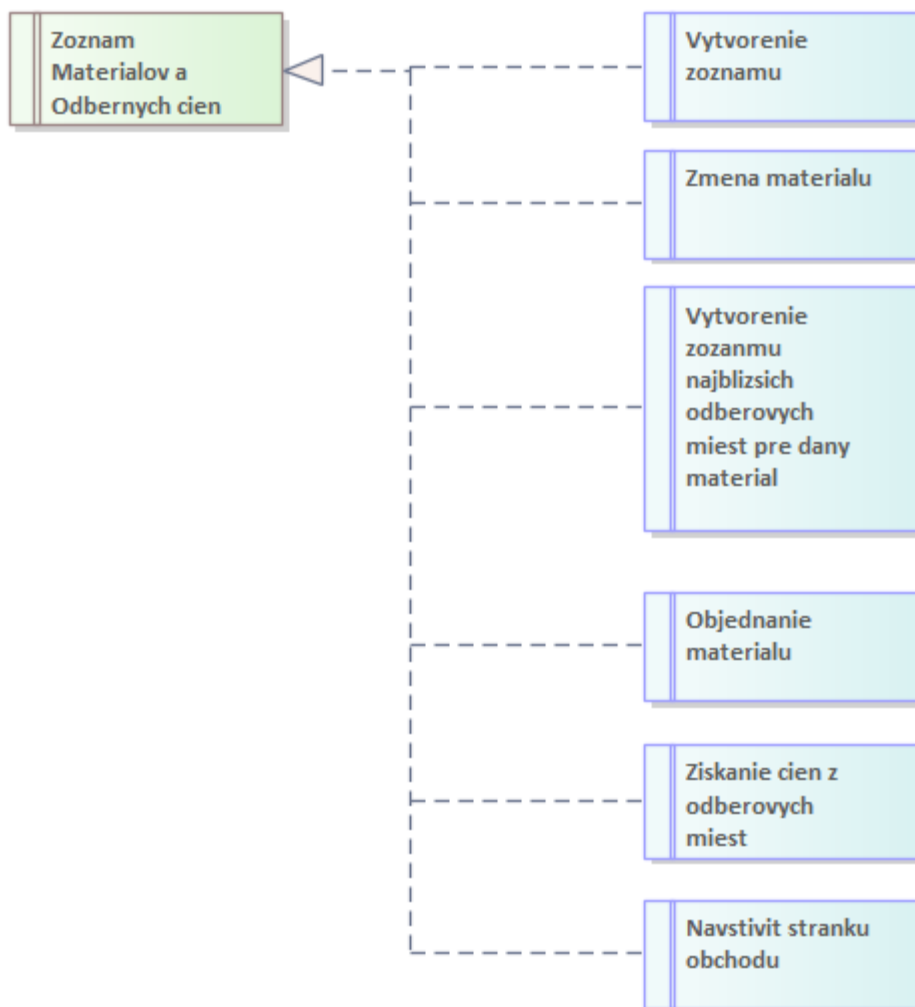 Zoznam
Materialov a
Odbernych cien
Vytvorenie
zoznamu
Zmena materialu
Vytvorenie
zozanmu
najblizsich
odberovych
miest pre dany
material
Objednanie
materialu
Ziskanie cien z
odberovych
miest
Navstivit stranku
obchodu